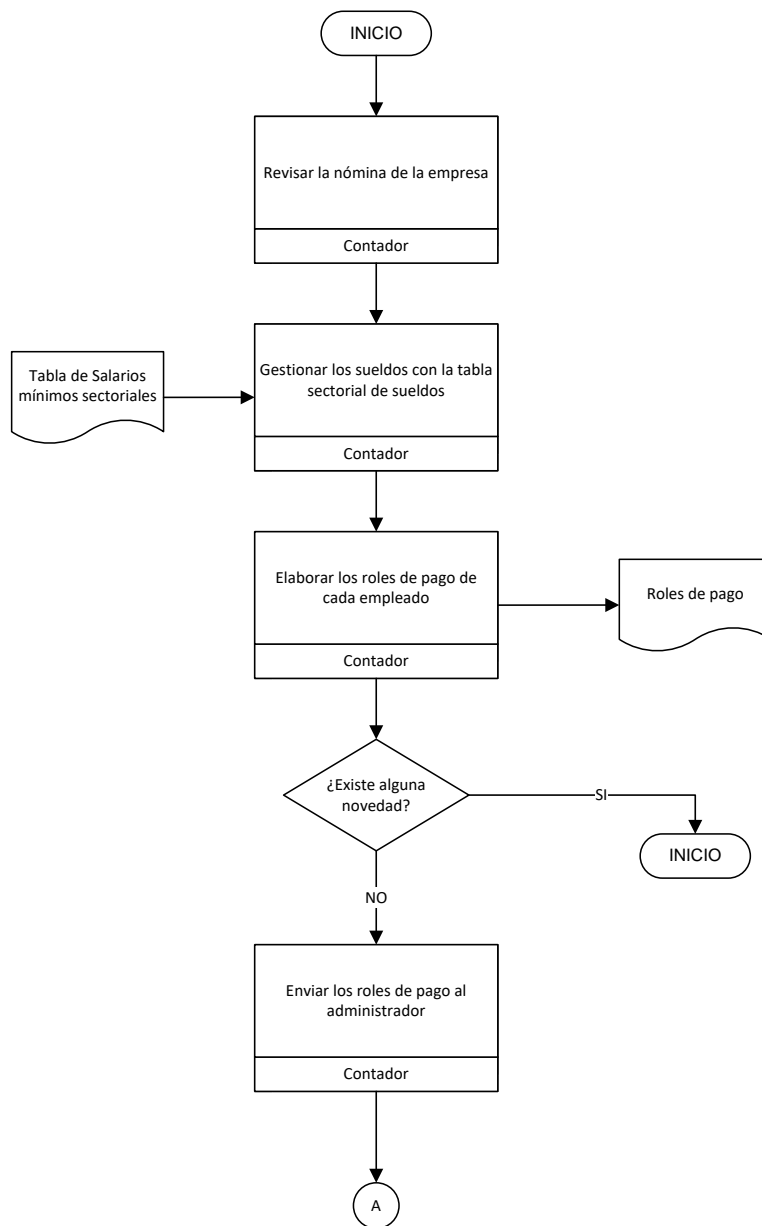 INICIO
Revisar la nómina de la empresa
Contador
Tabla de Salarios
mínimos sectoriales
Gestionar los sueldos con la tabla
sectorial de sueldos
Contador
Elaborar los roles de pago de
cada empleado
Contador
Roles de pago
¿Existe alguna
novedad?
SI
INICIO
NO
Enviar los roles de pago al
administrador
Contador
A